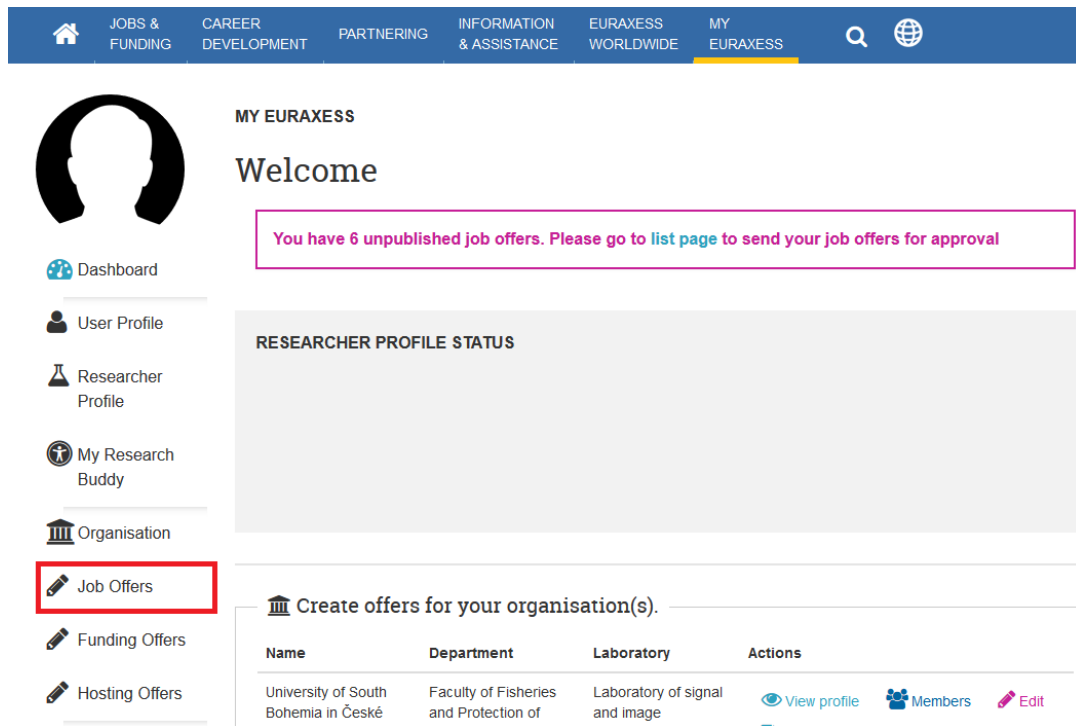 JOBS &
FUNDING
CAREER
DEVELOPMENT
PARTNERING
INFORMATION
& ASSISTANCE
EURAXESS
WORLDWIDE
MY
EURAXESS
MY EURAXESS
Welcome
You have 6 unpublished job offers. Please go to list page to send your job offers for approval
Dashboard
User Profile
Researcher
Profile
My Research
Buddy
Organisation
Job Offers
Funding Offers
Hosting Offers
RESEARCHER PROFILE STATUS
Create offers for your organisation(s).
Name Department Laboratory Actions
University of South Faculty of Fisheries Laboratory of signal View profile Members Edit
Bohemia in České and Protection of and image